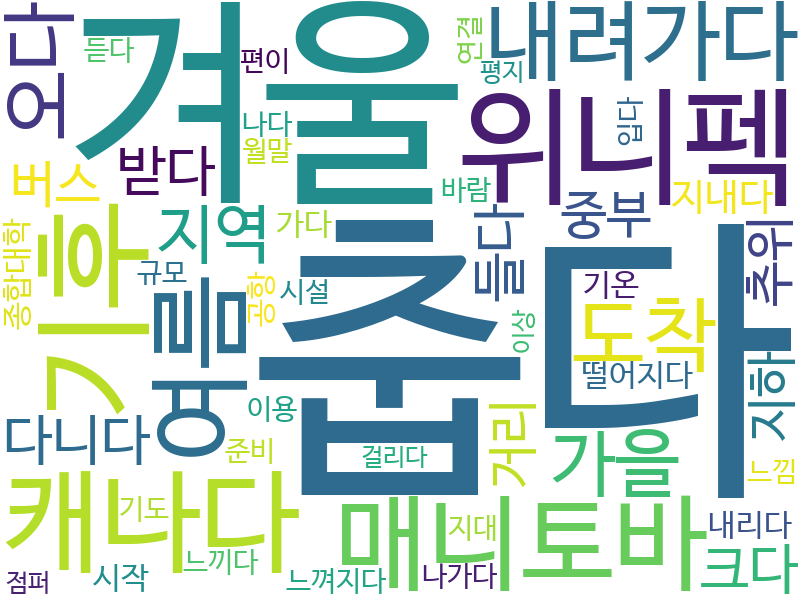 오다
듣다
겨울
편이
연결
평지
내려가다
나다
월말
위니펙
입다
버스
받다
바람
지내다
종합대학
기후
지역
가다
들다
중부
추위
규모
공항
시설
기온
여름
춥다
이상
도착
떨어지다
지하
다니다
이용
준비
걸리다
거리
가을
느낌
캐나다
기도
매니토바
지대
내리다
느끼다
크다
점퍼
시작
느껴지다
나가다